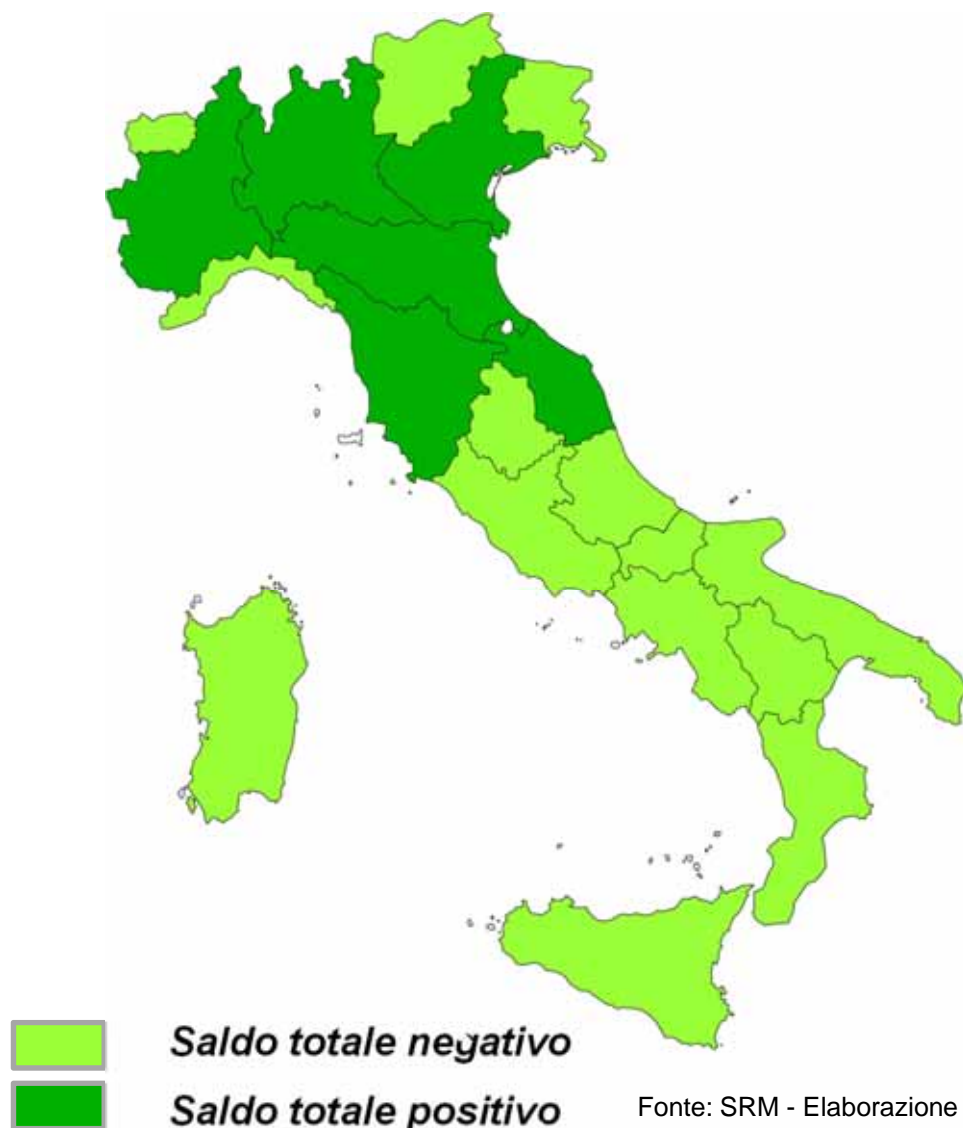 Saldo totale negativo
Saldo totale positivo
Fonte: SRM - Elaborazione